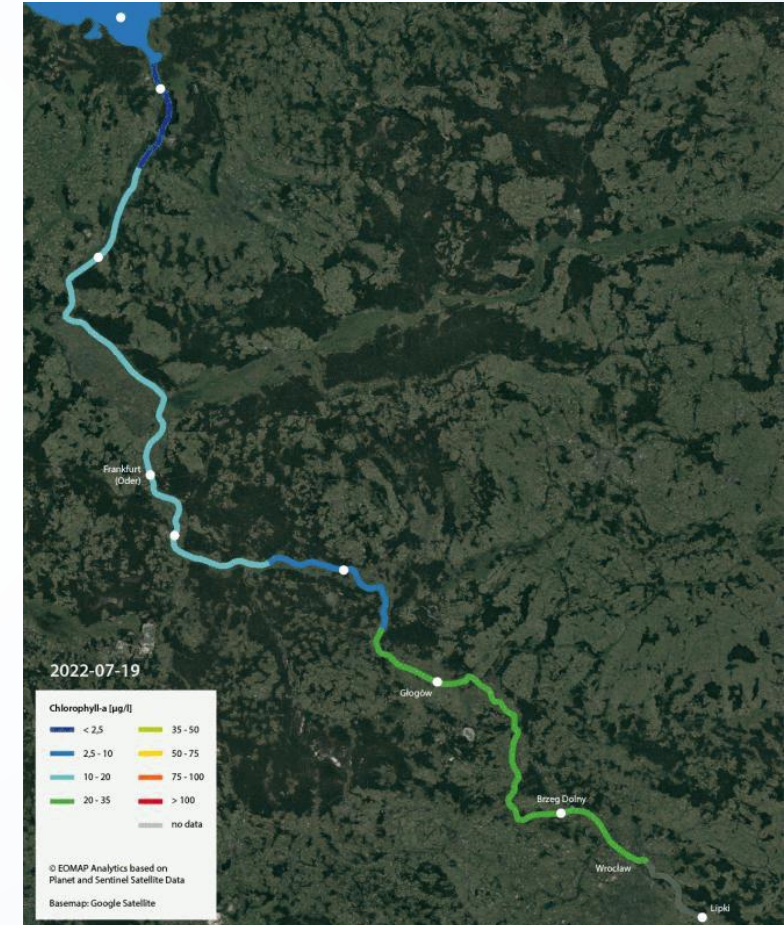 Frankfurt
(Oder)
2022-07-19
Głogów
Chlorophyll-a [µg/l]
< 2,5
35 - 50
2,5 - 10
50 - 75
10 - 20
75 - 100
20 - 35
> 100
no data
Brzeg Dolny
Wrocław
© EOMAP Analytics based on
Planet and Sentinel Satellite Data
Basemap: Google Satellite
Lipki